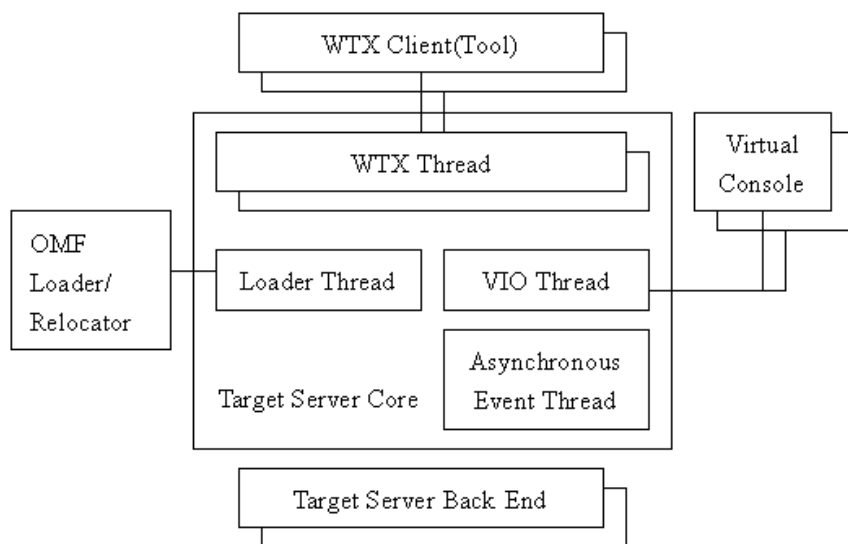 WTX Client(Tool)
WTX Thread
Virtual
Console
OMF
Loader/
Relocator
Loader Thread
VIO Thread
Asynchronous
Event Thread
Target Server Core
Target Server Back End